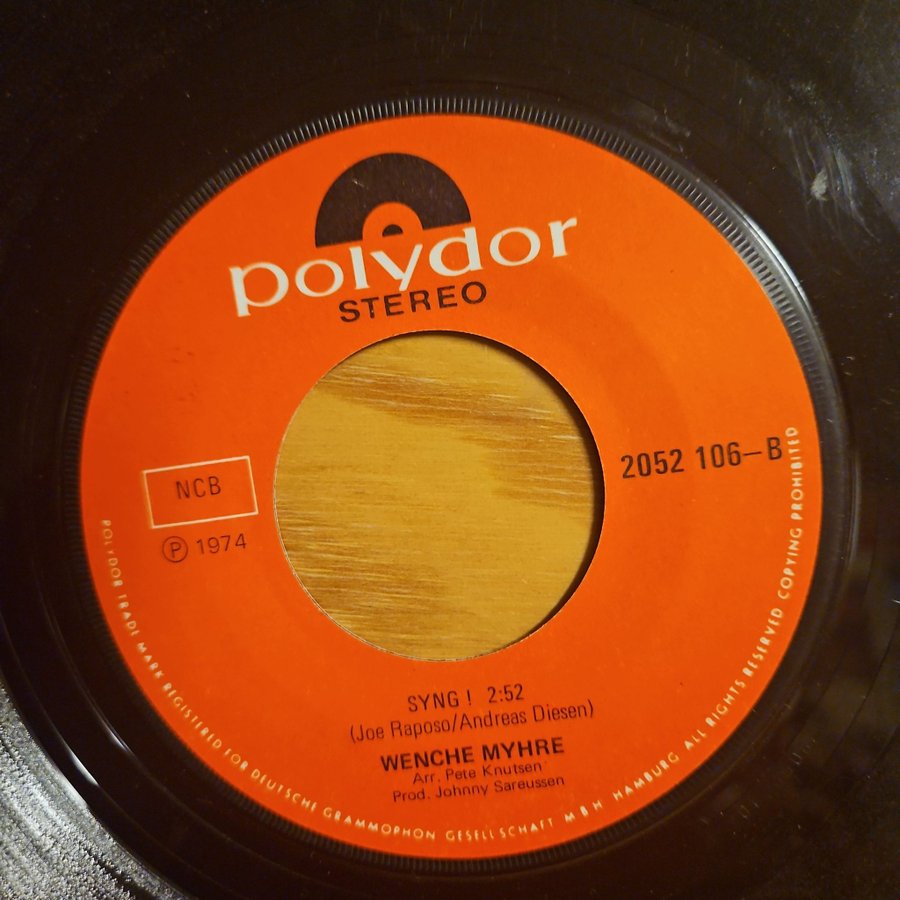 polydor
STEREO
2052 106-B
NCB
Ⓟ 1974
SYNG ! 2:52
(Joe Raposo/Andreas Diesen)
WENCHE MYHRE
Arr. Pete Knutsen
Prod. Johnny Sareussen
POLYDOR TRADE MARK REGISTERED FOR DEUTSCHE GRAMMOPHON GESELLSCHAFT MBH HAMBURG ALL RIGHTS RESERVED COPYING PROHIBITED